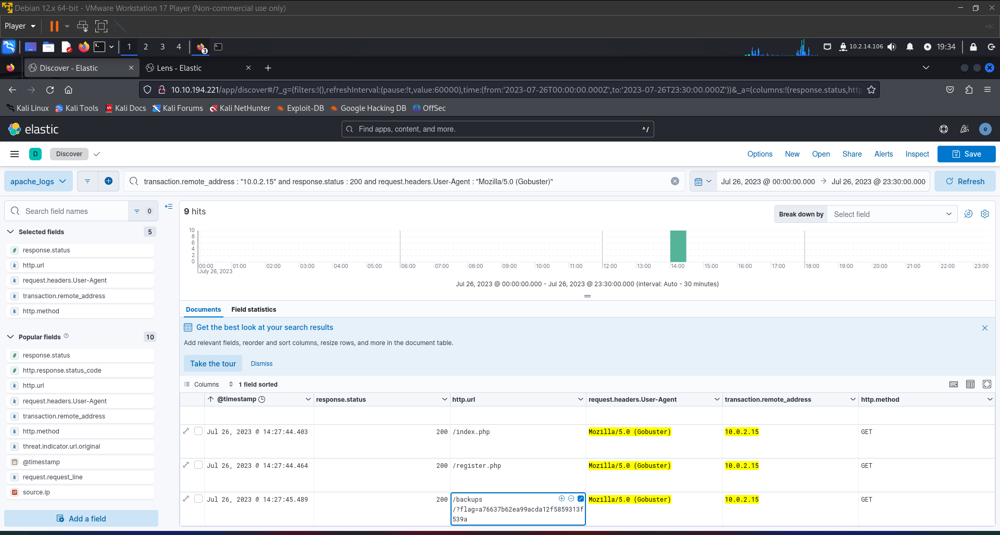 Debian 12.x 64-bit - VMware Workstation 17 Player (Non-commercial use only)
Player
1 2 3 4 3 10.2.14.106 19:34
Discover - Elastic Lens - Elastic
10.10.194.221/app/discover#/?_g=(filters:!(),refreshInterval:(pause:!t,value:60000),time:(from:'2023-07-26T00:00:00.000Z',to:'2023-07-26T23:30:00.000Z'))&_a=(columns:!(response.status,http
Kali Linux Kali Tools Kali Docs Kali Forums Kali NetHunter Exploit-DB Google Hacking DB OffSec
elastic Find apps, content, and more. ^/ e
D Discover Options New Open Share Alerts Inspect Save
apache_logs transaction.remote_address : "10.0.2.15" and response.status : 200 and request.headers.User-Agent : "Mozilla/5.0 (Gobuster)" Jul 26, 2023 @ 00:00:00.000 → Jul 26, 2023 @ 23:30:00.000 Refresh
Search field names 0
Selected fields 5
# response.status
k http.url
k request.headers.User-Agent
k transaction.remote_address
k http.method
Popular fields 10
# response.status
# http.response.status_code
k http.url
k request.headers.User-Agent
k transaction.remote_address
k http.method
k threat.indicator.url.original
@timestamp
k request.request_line
IP source.ip
Add a field
9 hits
Break down by Select field
10
8
6
4
2
0
00:00 01:00 02:00 03:00 04:00 05:00 06:00 07:00 08:00 09:00 10:00 11:00 12:00 13:00 14:00 15:00 16:00 17:00 18:00 19:00 20:00 21:00 22:00 23:00
July 26, 2023
Jul 26, 2023 @ 00:00:00.000 - Jul 26, 2023 @ 23:30:00.000 (interval: Auto - 30 minutes)
Documents Field statistics
Get the best look at your search results
Add relevant fields, reorder and sort columns, resize rows, and more in the document table.
Take the tour Dismiss
Columns 1 field sorted
@timestamp response.status http.url request.headers.User-Agent transaction.remote_address http.method
Jul 26, 2023 @ 14:27:44.403 200 /index.php Mozilla/5.0 (Gobuster) 10.0.2.15 GET
Jul 26, 2023 @ 14:27:44.464 200 /register.php Mozilla/5.0 (Gobuster) 10.0.2.15 GET
Jul 26, 2023 @ 14:27:45.489 200 /backups Mozilla/5.0 (Gobuster) 10.0.2.15 GET
/?flag=a76637b62ea99acda12f5859313f
539a